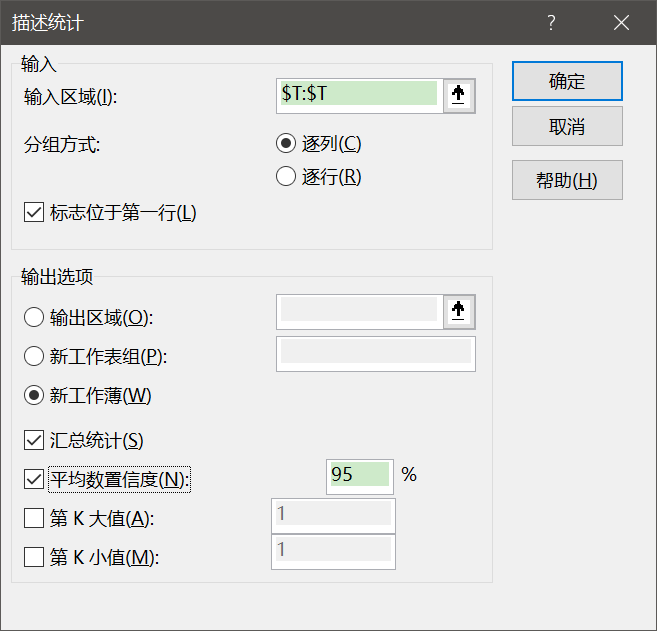 描述统计 ?
输入
输入区域(I): $T:$T
确定
取消
分组方式: 逐列(C)
逐行(R)
帮助(H)
标志位于第一行(L)
输出选项
输出区域(O):
新工作表组(P):
新工作薄(W)
汇总统计(S)
平均数置信度(N): 95 %
第 K 大值(A): 1
第 K 小值(M): 1